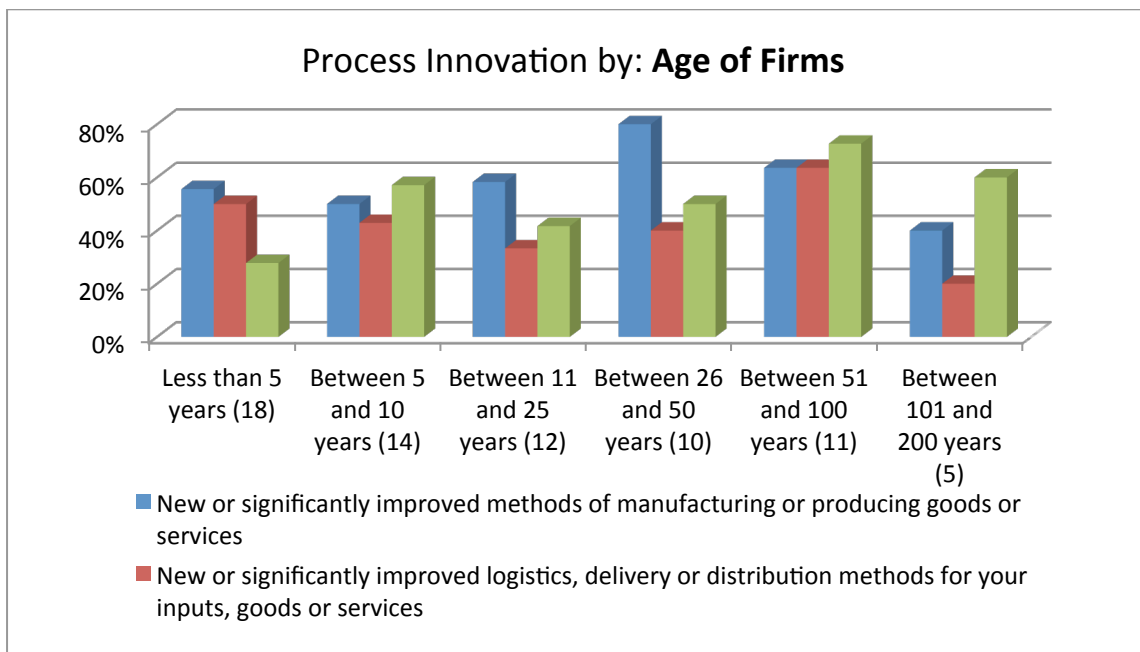 Process Innovation by: Age of Firms
80%
60%
40%
20%
0%
Less than 5
years (18)
Between 5
and 10
years (14)
Between 11
and 25
years (12)
Between 26
and 50
years (10)
Between 51
and 100
years (11)
Between
101 and
200 years
(5)
New or significantly improved methods of manufacturing or producing goods or
services
New or significantly improved logistics, delivery or distribution methods for your
inputs, goods or services